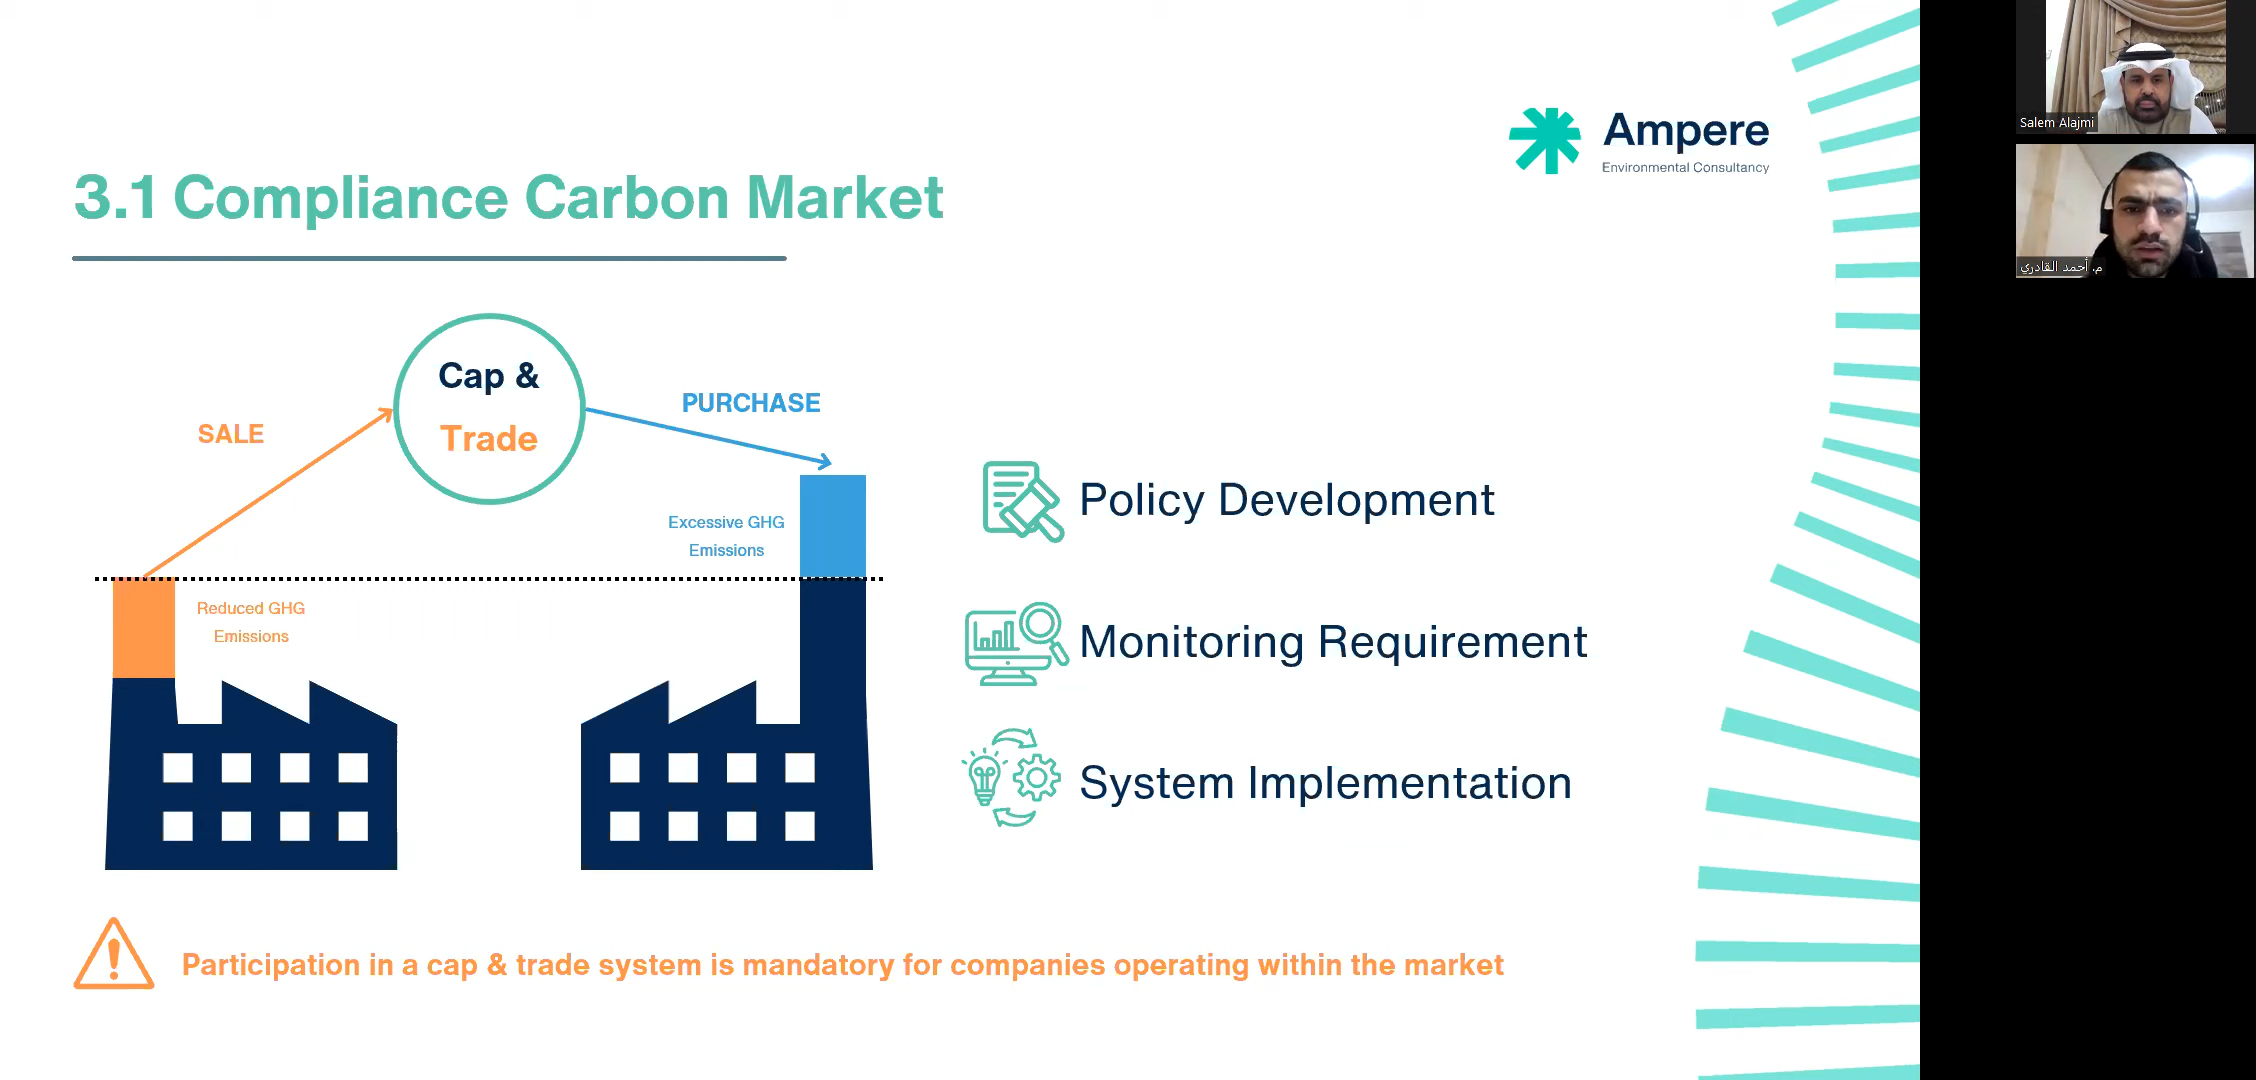 Ampere
Environmental Consultancy
3.1 Compliance Carbon Market
Cap &
Trade
SALE
PURCHASE
Excessive GHG
Emissions
Reduced GHG
Emissions
Policy Development
Monitoring Requirement
System Implementation
Participation in a cap & trade system is mandatory for companies operating within the market
Salem Alajmi
م. أحمد القادري